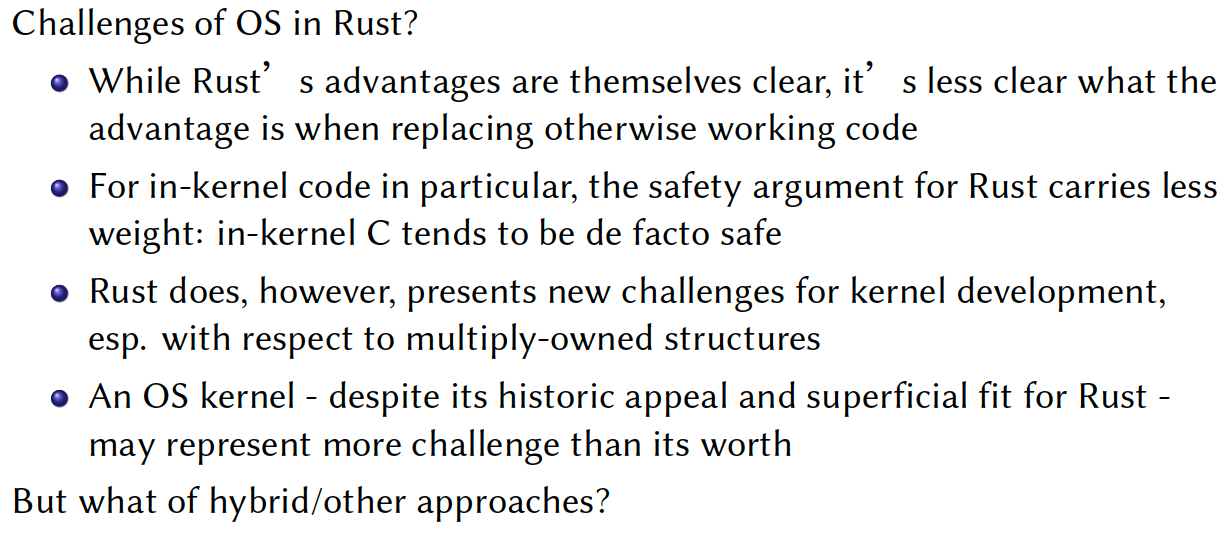 Challenges of OS in Rust?
While Rust’ s advantages are themselves clear, it’ s less clear what the
advantage is when replacing otherwise working code
For in-kernel code in particular, the safety argument for Rust carries less
weight: in-kernel C tends to be de facto safe
Rust does, however, presents new challenges for kernel development,
esp. with respect to multiply-owned structures
An OS kernel - despite its historic appeal and superficial fit for Rust -
may represent more challenge than its worth
But what of hybrid/other approaches?